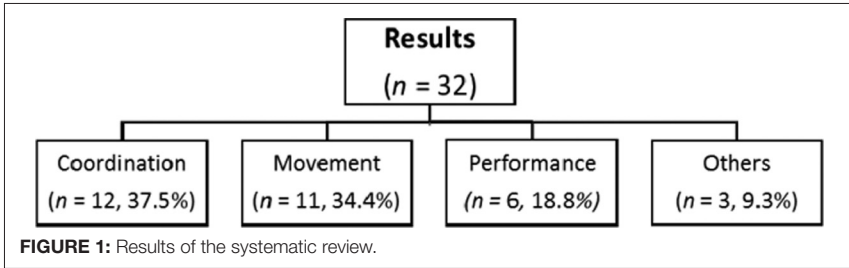 Results
(n = 32)
Coordination
(n = 12, 37.5%)
Movement
(n = 11, 34.4%)
Performance
(n = 6, 18.8%)
Others
(n = 3, 9.3%)
FIGURE 1: Results of the systematic review.